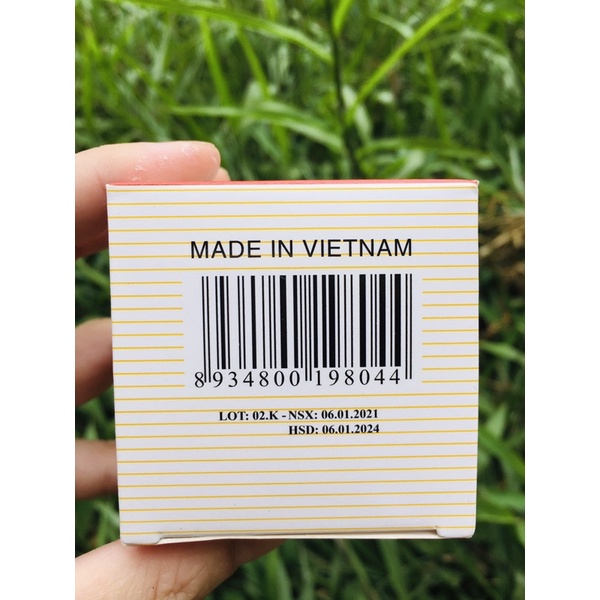 MADE IN VIETNAM
8 934800 198044
LOT: 02.K - NSX: 06.01.2021
HSD: 06.01.2024